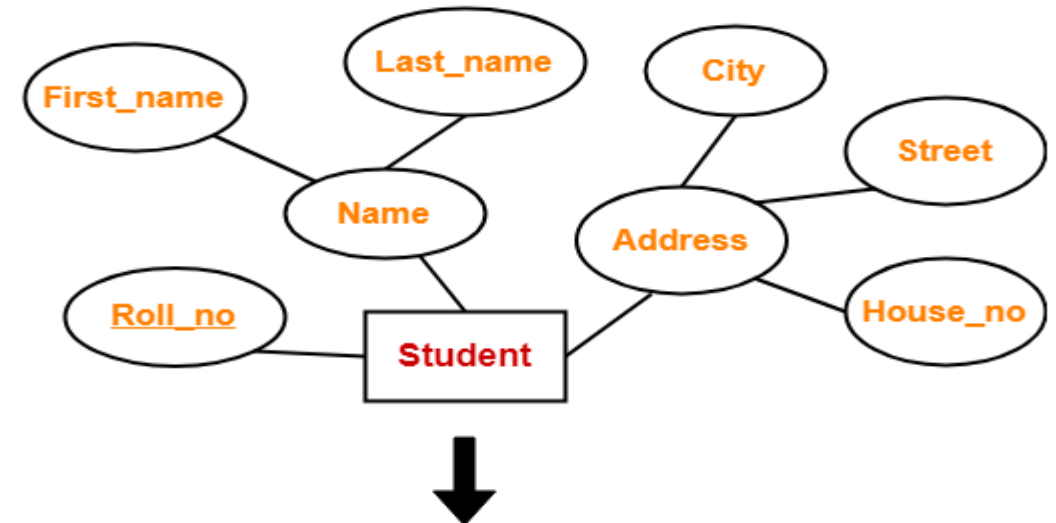 Last_name
City
First_name
Street
Name
Address
Roll_no
House_no
Student